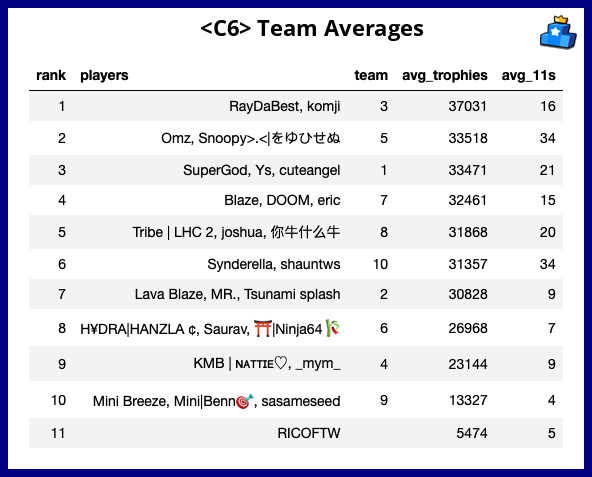 <C6> Team Averages
rank players team avg_trophies avg_11s
1 RayDaBest, komji 3 37031 16
2 Omz, Snoopy>.<|をゆひせぬ 5 33518 34
3 SuperGod, Ys, cuteangel 1 33471 21
4 Blaze, DOOM, eric 7 32461 15
5 Tribe | LHC 2, joshua, 你牛什么牛 8 31868 20
6 Synderella, shauntws 10 31357 34
7 Lava Blaze, MR., Tsunami splash 2 30828 9
8 H¥DRA|HANZLA ¢, Saurav, ⛩️|Ninja64🎋 6 26968 7
9 KMB | ɴᴀᴛᴛɪᴇ♡, _mym_ 4 23144 9
10 Mini Breeze, Mini|Benn🎯, sasameseed 9 13327 4
11 RICOFTW 5474 5